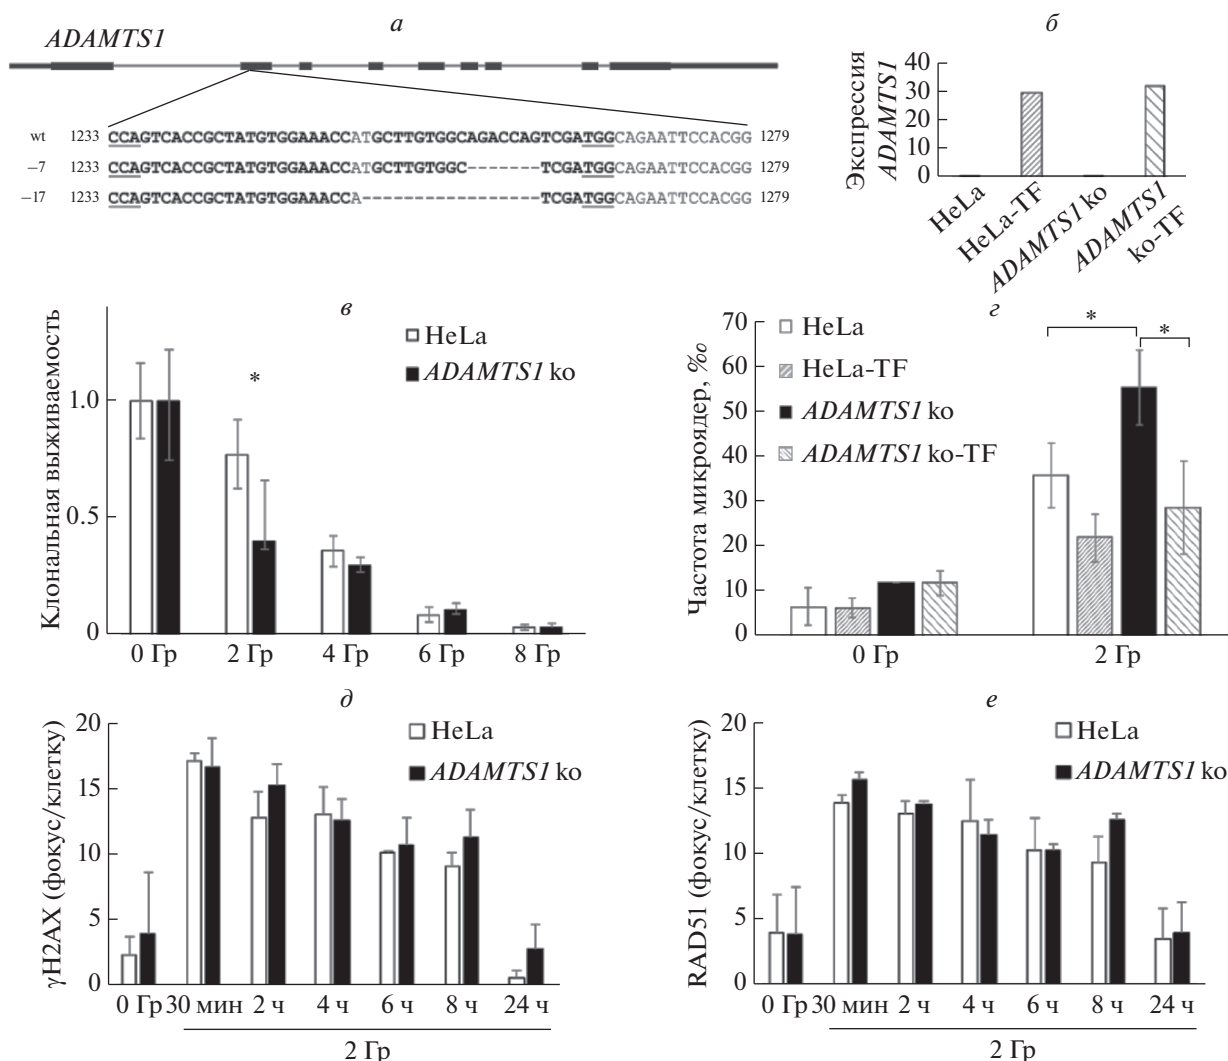 а
ADAMTS1
wt 1233 CCAGTCACCGCTATGTGGAAACCATGCTTGTGGCAGACCAGTCGATGGCAGAATTCCACGG 1279
−7 1233 CCAGTCACCGCTATGTGGAAACCATGCTTGTGGC-------TCGATGGCAGAATTCCACGG 1279
−17 1233 CCAGTCACCGCTATGTGGAAACCA-----------------TCGATGGCAGAATTCCACGG 1279
б
Экспрессия
ADAMTS1
40
30
20
10
0
HeLa
HeLa-TF
ADAMTS1 ko
ADAMTS1
ko-TF
в
Клональная выживаемость
1.0
0.5
0
HeLa
ADAMTS1 ko
*
0 Гр 2 Гр 4 Гр 6 Гр 8 Гр
г
Частота микроядер, ‰
70
60
50
40
30
20
10
0
HeLa
HeLa-TF
ADAMTS1 ko
ADAMTS1 ko-TF
* *
0 Гр 2 Гр
д
γH2AX (фокус/клетку)
20
15
10
5
0
HeLa
ADAMTS1 ko
0 Гр 30 мин 2 ч 4 ч 6 ч 8 ч 24 ч
2 Гр
е
RAD51 (фокус/клетку)
20
15
10
5
0
HeLa
ADAMTS1 ko
0 Гр 30 мин 2 ч 4 ч 6 ч 8 ч 24 ч
2 Гр